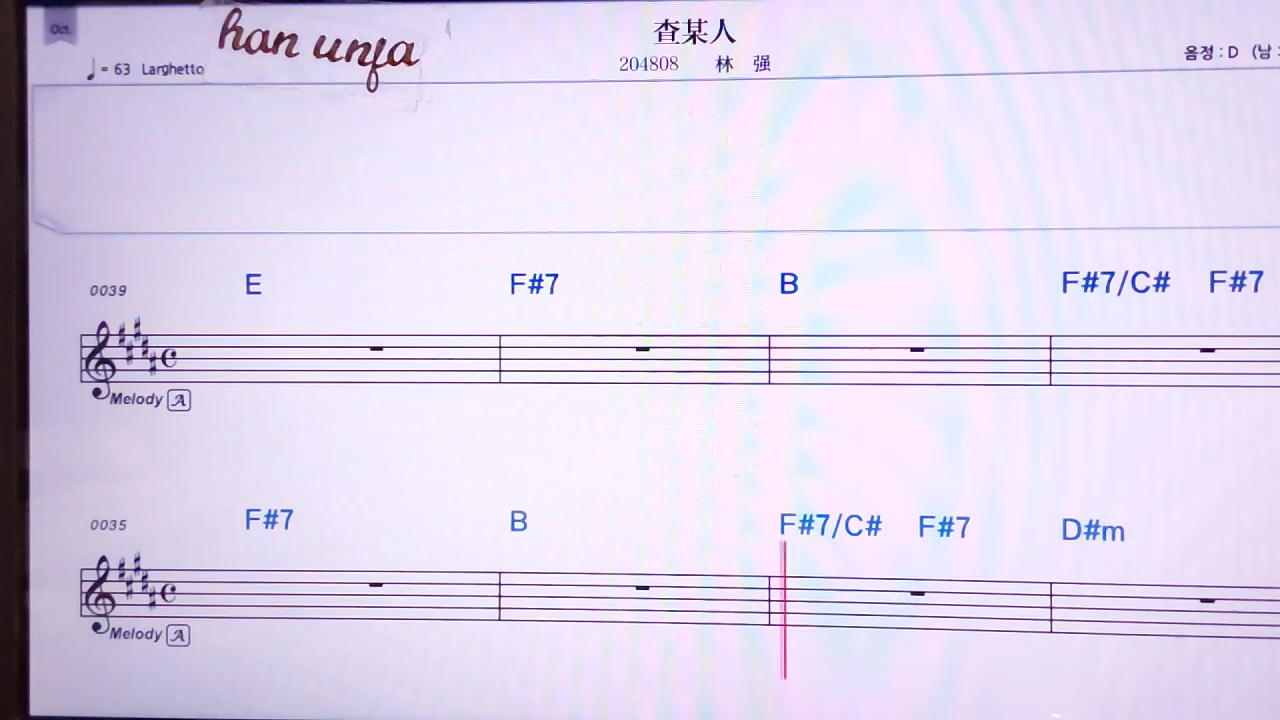 Oct.
han unja
查某人
♩= 63 Larghetto
204808 林 强
음정 : D (남 :
0039 E F#7 B F#7/C# F#7
Melody A
0035 F#7 B F#7/C# F#7 D#m
Melody A